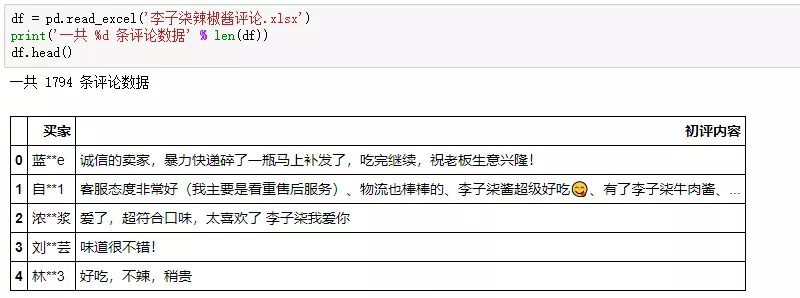 df = pd.read_excel('李子柒辣椒酱评论.xlsx')
print('一共 %d 条评论数据' % len(df))
df.head()
一共 1794 条评论数据
买家 初评内容
0 蓝**e 诚信的卖家，暴力快递碎了一瓶马上补发了，吃完继续，祝老板生意兴隆！
1 自**1 客服态度非常好（我主要是看重售后服务）、物流也棒棒的、李子柒酱超级好吃😋、有了李子柒牛肉酱、...
2 浓**浆 爱了，超符合口味，太喜欢了 李子柒我爱你
3 刘**芸 味道很不错！
4 林**3 好吃，不辣，稍贵